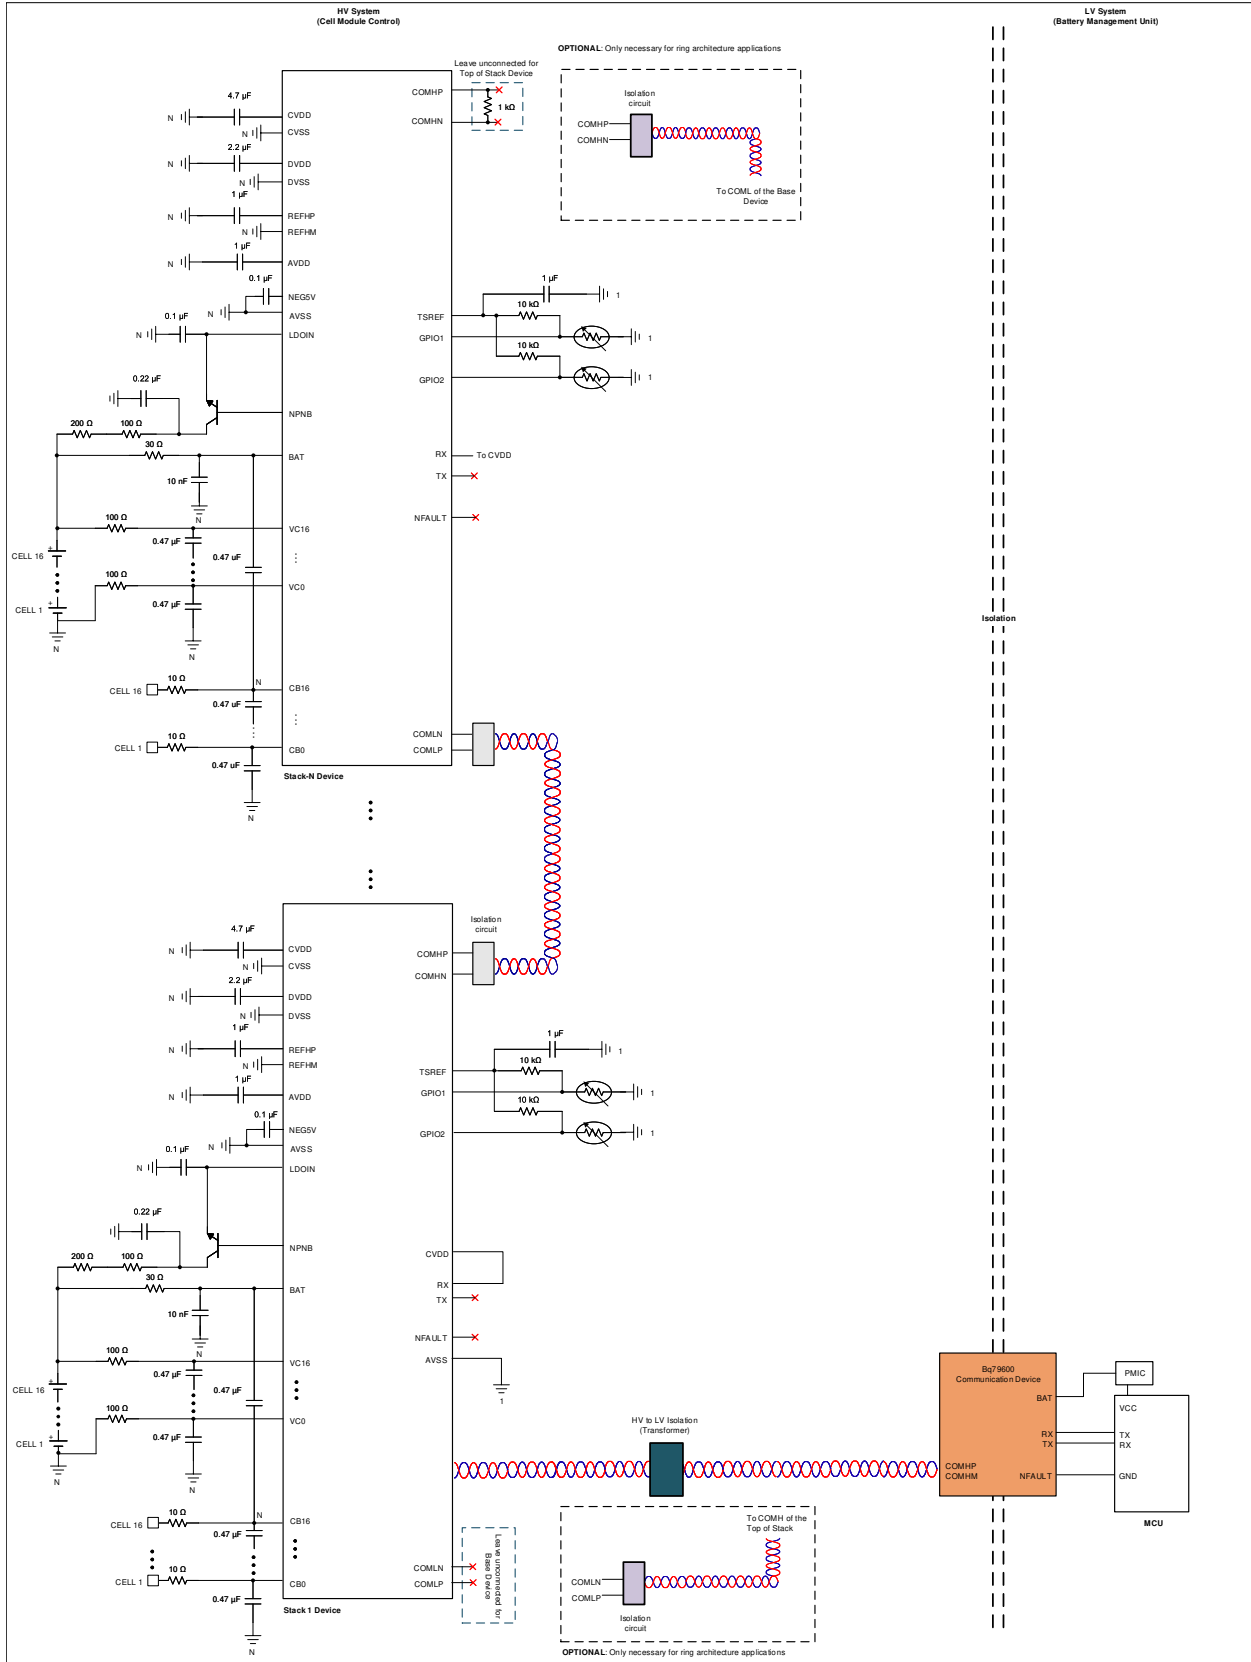 HV System
(Cell Module Control)
LV System
(Battery Management Unit)
OPTIONAL: Only necessary for ring architecture applications
Leave unconnected for
Top of Stack Device
COMHP
1 kΩ
COMHN
Isolation
circuit
COMHP
COMHN
To COML of the Base
Device
4.7 µF
N
CVDD
N
CVSS
2.2 µF
N
DVDD
N
DVSS
1 µF
N
REFHP
N
REFHM
1 µF
N
AVDD
0.1 µF
NEG5V
N
AVSS
0.1 µF
N
LDOIN
1 µF
1
10 kΩ
TSREF
GPIO1
1
10 kΩ
GPIO2
1
0.22 µF
NPNB
200 Ω
100 Ω
30 Ω
BAT
10 nF
N
RX
To CVDD
TX
NFAULT
100 Ω
VC16
0.47 µF
0.47 uF
CELL 16
100 Ω
VC0
0.47 µF
CELL 1
N
N
Isolation
10 Ω
N
CELL 16
CB16
0.47 uF
10 Ω
CELL 1
CB0
0.47 uF
N
COMLN
COMLP
Stack-N Device
Isolation
circuit
COMHP
COMHN
4.7 µF
N
CVDD
N
CVSS
2.2 µF
N
DVDD
N
DVSS
1 µF
N
REFHP
N
REFHM
1 µF
N
AVDD
0.1 µF
NEG5V
N
AVSS
0.1 µF
N
LDOIN
1 µF
1
10 kΩ
TSREF
GPIO1
1
10 kΩ
GPIO2
1
0.22 µF
NPNB
200 Ω
100 Ω
30 Ω
BAT
10 nF
N
CVDD
RX
TX
NFAULT
AVSS
1
100 Ω
VC16
0.47 µF
0.47 µF
CELL 16
100 Ω
VC0
0.47 µF
CELL 1
N
N
10 Ω
N
CELL 16
CB16
0.47 µF
10 Ω
CELL 1
CB0
0.47 µF
N
Stack 1 Device
HV to LV Isolation
(Transformer)
Bq79600
Communication Device
BAT
RX
TX
COMHP
COMHM
NFAULT
PMIC
VCC
TX
RX
GND
MCU
COMLN
COMLP
Leave unconnected for
Base Device
To COMH of the
Top of Stack
COMLN
COMLP
Isolation
circuit
OPTIONAL: Only necessary for ring architecture applications